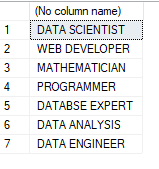 (No column name)
1 DATA SCIENTIST
2 WEB DEVELOPER
3 MATHEMATICIAN
4 PROGRAMMER
5 DATABSE EXPERT
6 DATA ANALYSIS
7 DATA ENGINEER